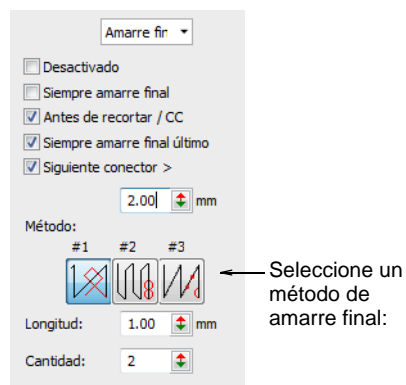 Amarre fir
Desactivado
Siempre amarre final
Antes de recortar / CC
Siempre amarre final último
Siguiente conector >
2.00 mm
Método:
#1 #2 #3
Seleccione un
método de
amarre final:
Longitud: 1.00 mm
Cantidad: 2